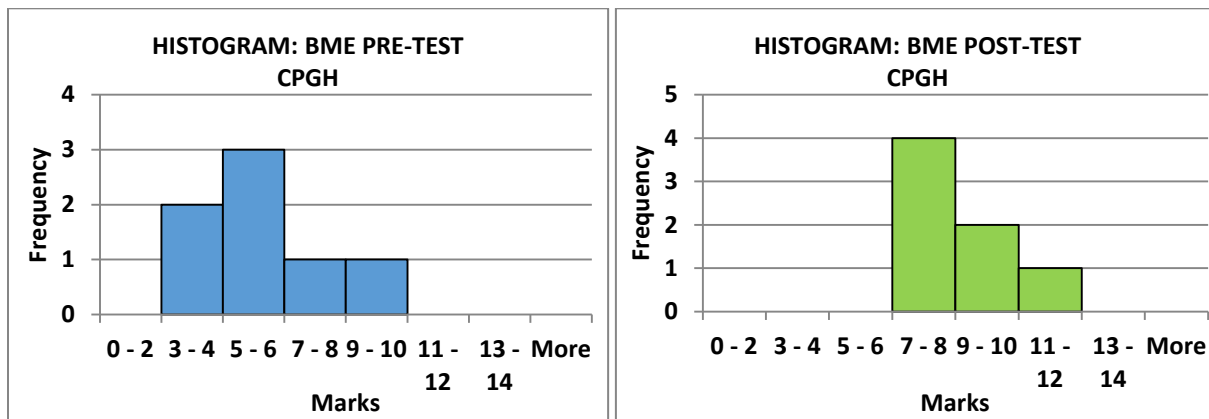 HISTOGRAM: BME PRE-TEST
CPGH
4
3
2
1
0
Frequency
0 - 2 3 - 4 5 - 6 7 - 8 9 - 10 11 - 13 - More
12 14
Marks
HISTOGRAM: BME POST-TEST
CPGH
5
4
3
2
1
0
Frequency
0 - 2 3 - 4 5 - 6 7 - 8 9 - 10 11 - 13 - More
12 14
Marks